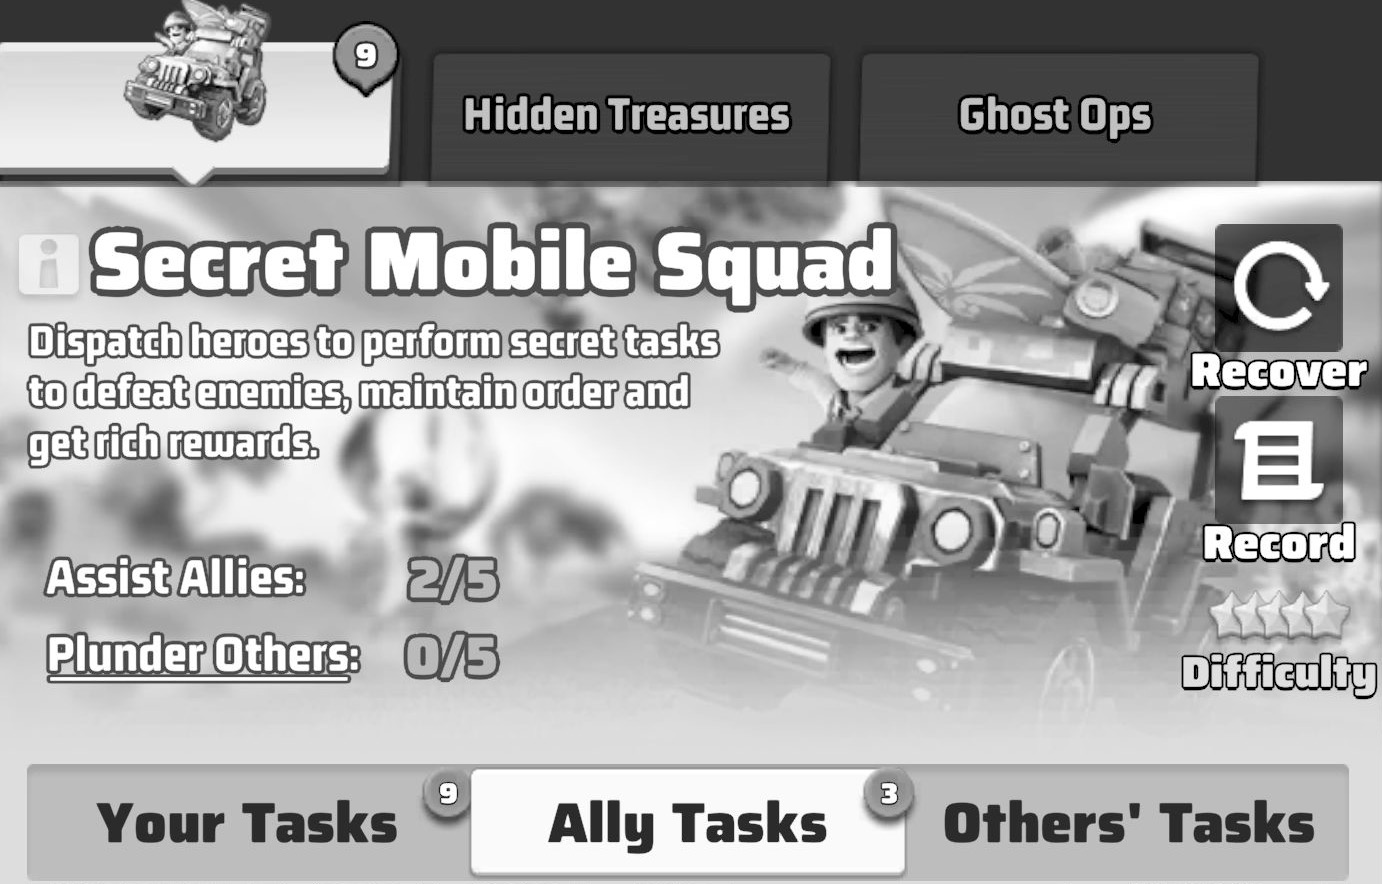 9
Hidden Treasures
Ghost Ops
Secret Mobile Squad
Dispatch heroes to perform secret tasks
to defeat enemies, maintain order and
get rich rewards.
Recover
Record
Assist Allies: 2/5
Plunder Others: 0/5
Difficulty
Your Tasks 9
Ally Tasks 3
Others' Tasks